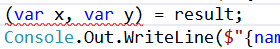 (var x, var y) = result;
Console.Out.WriteLine($"{nam